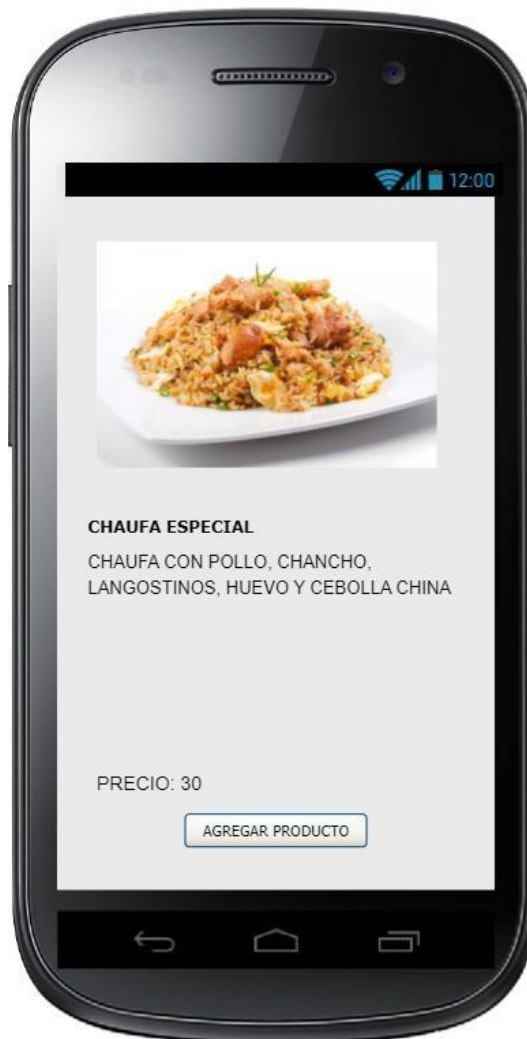 12:00
CHAUFA ESPECIAL
CHAUFA CON POLLO, CHANCHO,
LANGOSTINOS, HUEVO Y CEBOLLA CHINA
PRECIO: 30
AGREGAR PRODUCTO